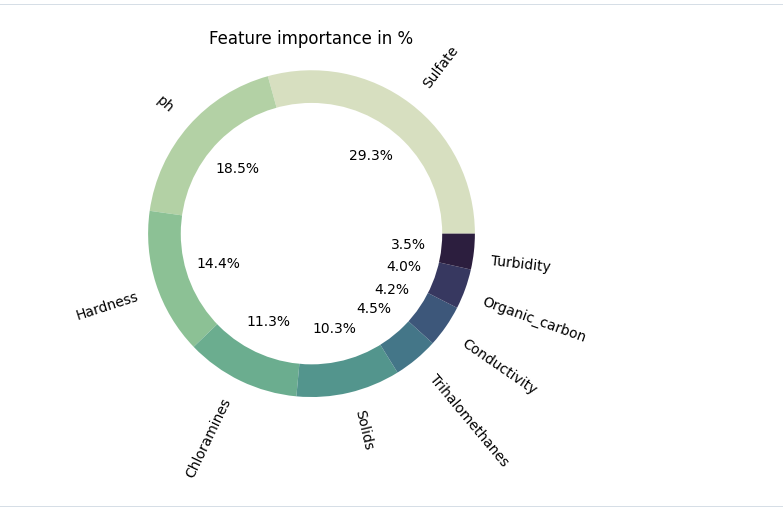 Feature importance in %
Sulfate
29.3%
ph
18.5%
Hardness
14.4%
Chloramines
11.3%
Solids
10.3%
Trihalomethanes
4.5%
Conductivity
4.2%
Organic_carbon
4.0%
Turbidity
3.5%